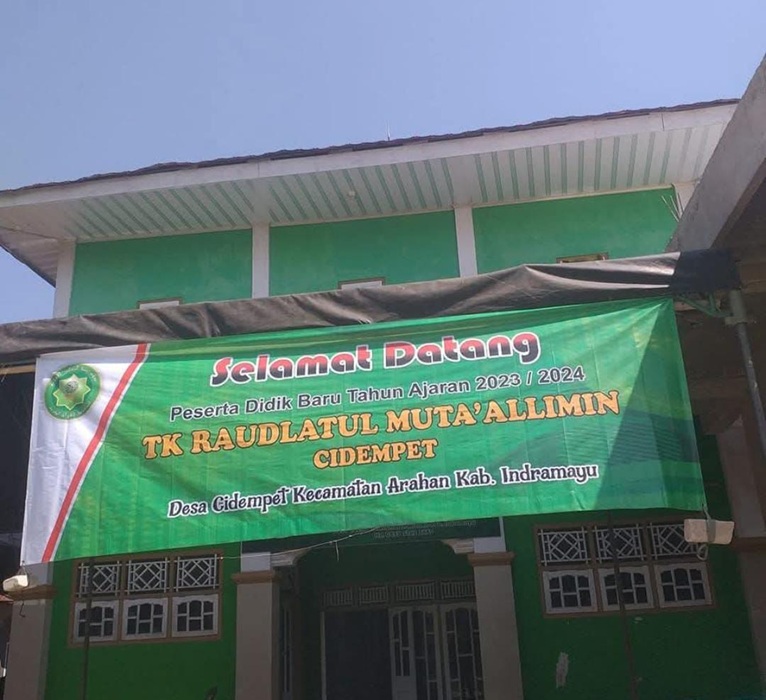 Selamat Datang
Peserta Didik Baru Tahun Ajaran 2023 / 2024
TK RAUDLATUL MUTA'ALLIMIN
CIDEMPET
Desa Cidempet Kecamatan Arahan Kab. Indramayu